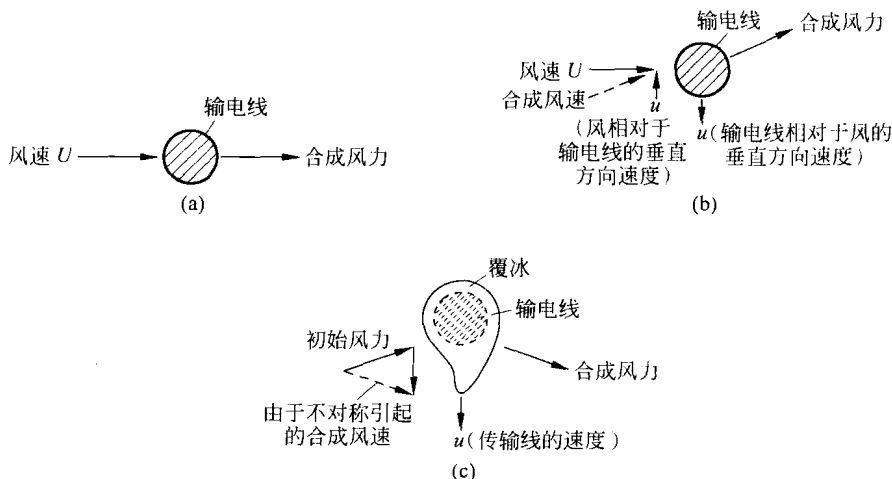 风速 U
输电线
合成风力
(a)
输电线
合成风力
风速 U
合成风速
u
(风相对于
输电线的垂直
方向速度)
u(输电线相对于风的
垂直方向速度)
(b)
覆冰
输电线
初始风力
合成风力
由于不对称引起
的合成风速
u(传输线的速度)
(c)